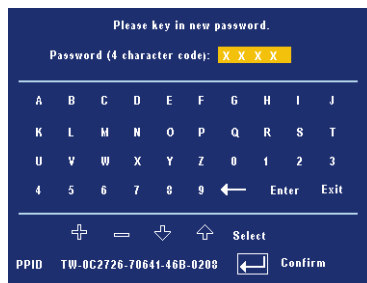 Please key in new password.
Password (4 character code): X X X X
A B C D E F G H I J
K L M N O P Q R S T
U V W X Y Z 0 1 2 3
4 5 6 7 8 9 ← Enter Exit
Select
PPID TW-0C2726-70641-46B-0208 Confirm